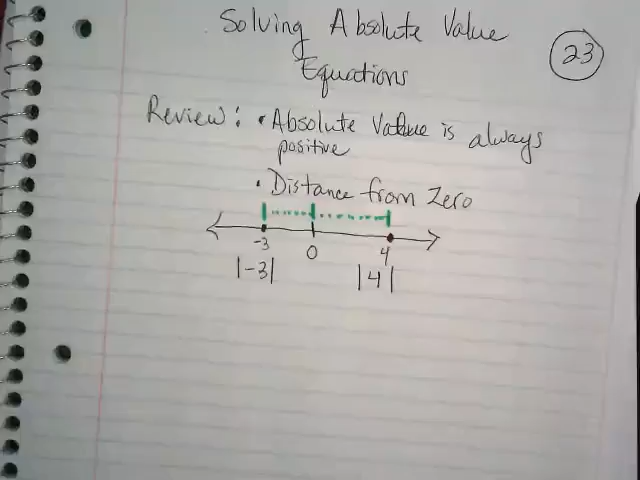 Solving Absolute Value
Equations
23
Review: • Absolute Value is always
positive
• Distance from Zero
-3 0 4
|-3| |4|